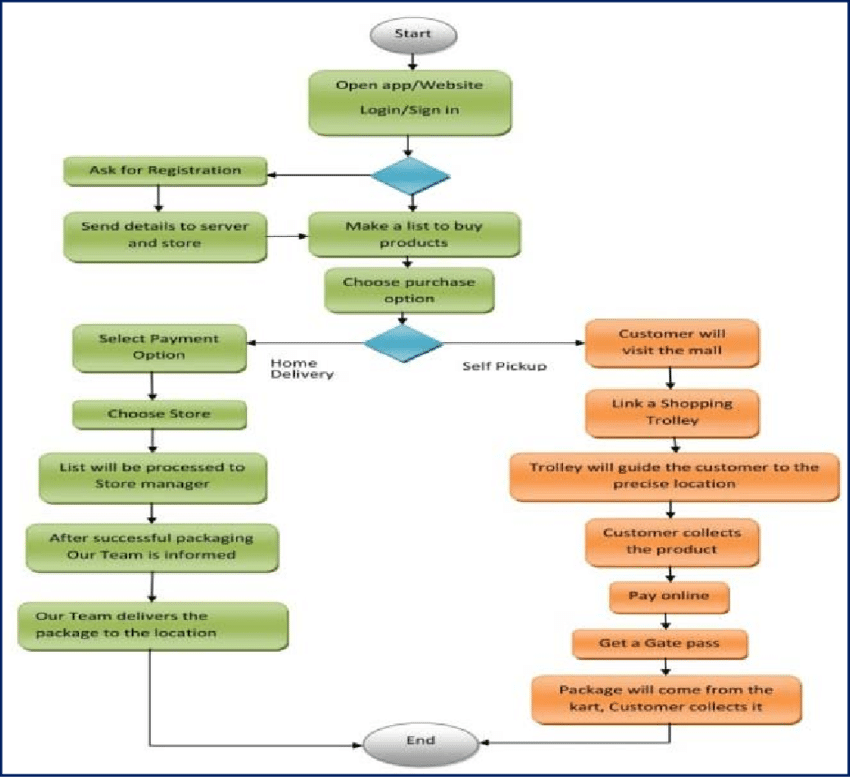 Start
Open app/Website
Login/Sign in
Ask for Registration
Send details to server
and store
Make a list to buy
products
Choose purchase
option
Select Payment
Option
Home
Delivery
Self Pickup
Customer will
visit the mall
Choose Store
Link a Shopping
Trolley
List will be processed to
Store manager
Trolley will guide the customer to the
precise location
After successful packaging
Our Team is informed
Customer collects
the product
Our Team delivers the
package to the location
Pay online
Get a Gate pass
Package will come from the
kart, Customer collects it
End